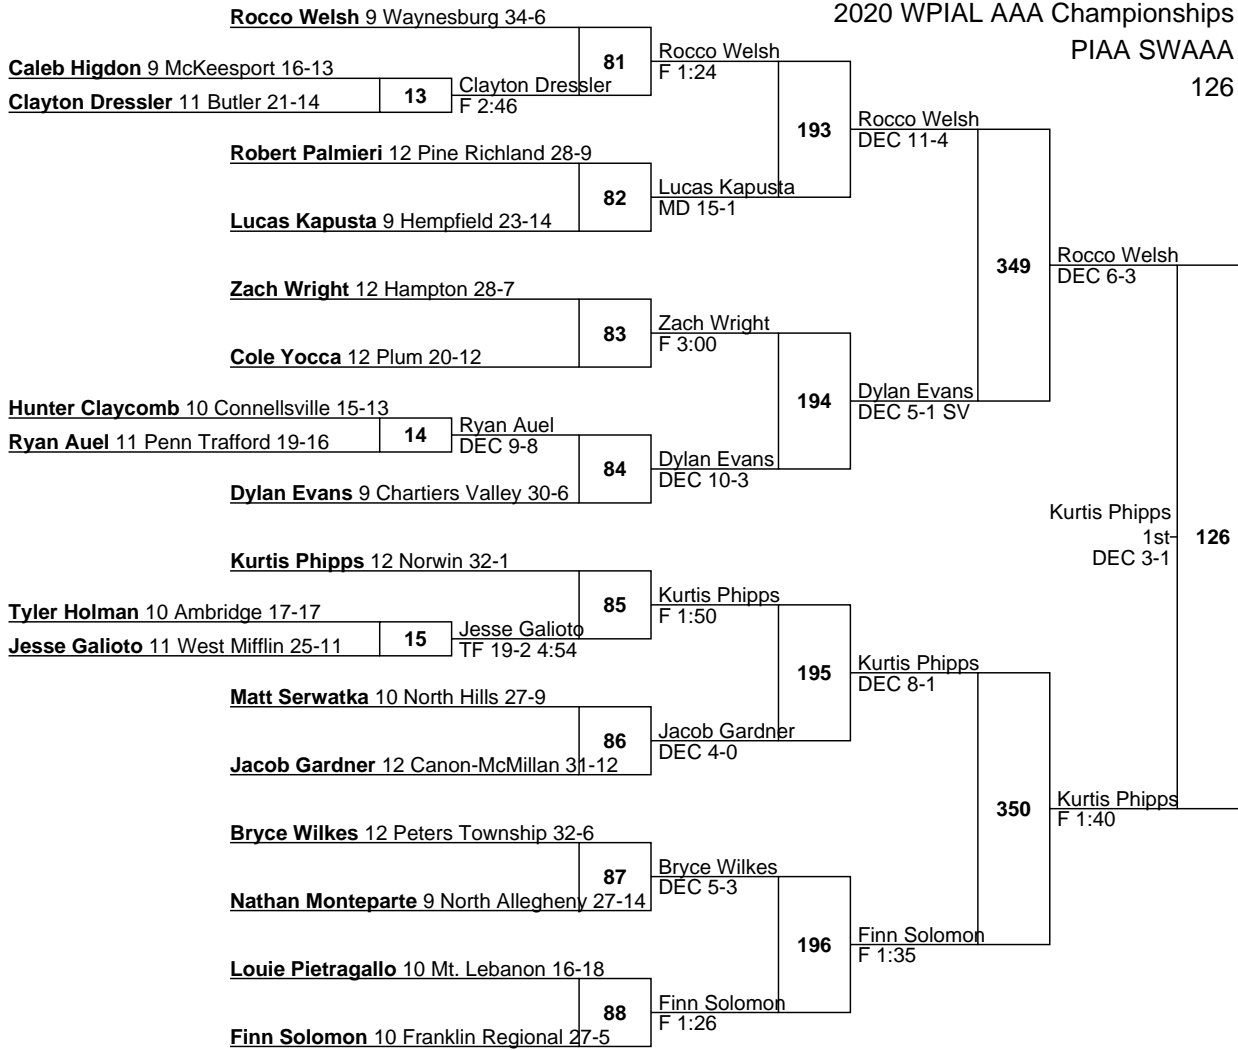 Rocco Welsh 9 Waynesburg 34-6
2020 WPIAL AAA Championships
PIAA SWAAA
126
Caleb Higdon 9 McKeesport 16-13
Clayton Dressler 11 Butler 21-14
13
Clayton Dressler
F 2:46
81
Rocco Welsh
F 1:24
Robert Palmieri 12 Pine Richland 28-9
Lucas Kapusta 9 Hempfield 23-14
82
Lucas Kapusta
MD 15-1
193
Rocco Welsh
DEC 11-4
Zach Wright 12 Hampton 28-7
Cole Yocca 12 Plum 20-12
83
Zach Wright
F 3:00
Hunter Claycomb 10 Connellsville 15-13
Ryan Auel 11 Penn Trafford 19-16
14
Ryan Auel
DEC 9-8
Dylan Evans 9 Chartiers Valley 30-6
84
Dylan Evans
DEC 10-3
194
Dylan Evans
DEC 5-1 SV
349
Rocco Welsh
DEC 6-3
Kurtis Phipps 12 Norwin 32-1
Tyler Holman 10 Ambridge 17-17
Jesse Galioto 11 West Mifflin 25-11
15
Jesse Galioto
TF 19-2 4:54
85
Kurtis Phipps
F 1:50
Matt Serwatka 10 North Hills 27-9
Jacob Gardner 12 Canon-McMillan 31-12
86
Jacob Gardner
DEC 4-0
195
Kurtis Phipps
DEC 8-1
Bryce Wilkes 12 Peters Township 32-6
Nathan Monteparte 9 North Allegheny 27-14
87
Bryce Wilkes
DEC 5-3
Louie Pietragallo 10 Mt. Lebanon 16-18
Finn Solomon 10 Franklin Regional 27-5
88
Finn Solomon
F 1:26
196
Finn Solomon
F 1:35
350
Kurtis Phipps
F 1:40
Kurtis Phipps
1st
DEC 3-1
126